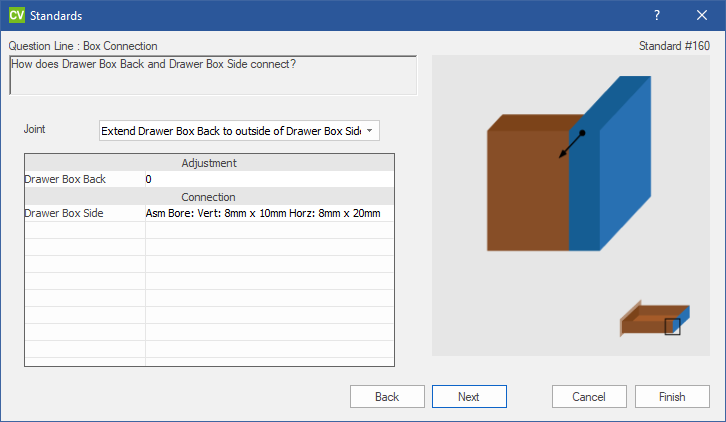 CV Standards ?
Question Line : Box Connection Standard #160
How does Drawer Box Back and Drawer Box Side connect?
Joint Extend Drawer Box Back to outside of Drawer Box Side
Adjustment
Drawer Box Back 0
Connection
Drawer Box Side Asm Bore: Vert: 8mm x 10mm Horz: 8mm x 20mm
Back Next Cancel Finish